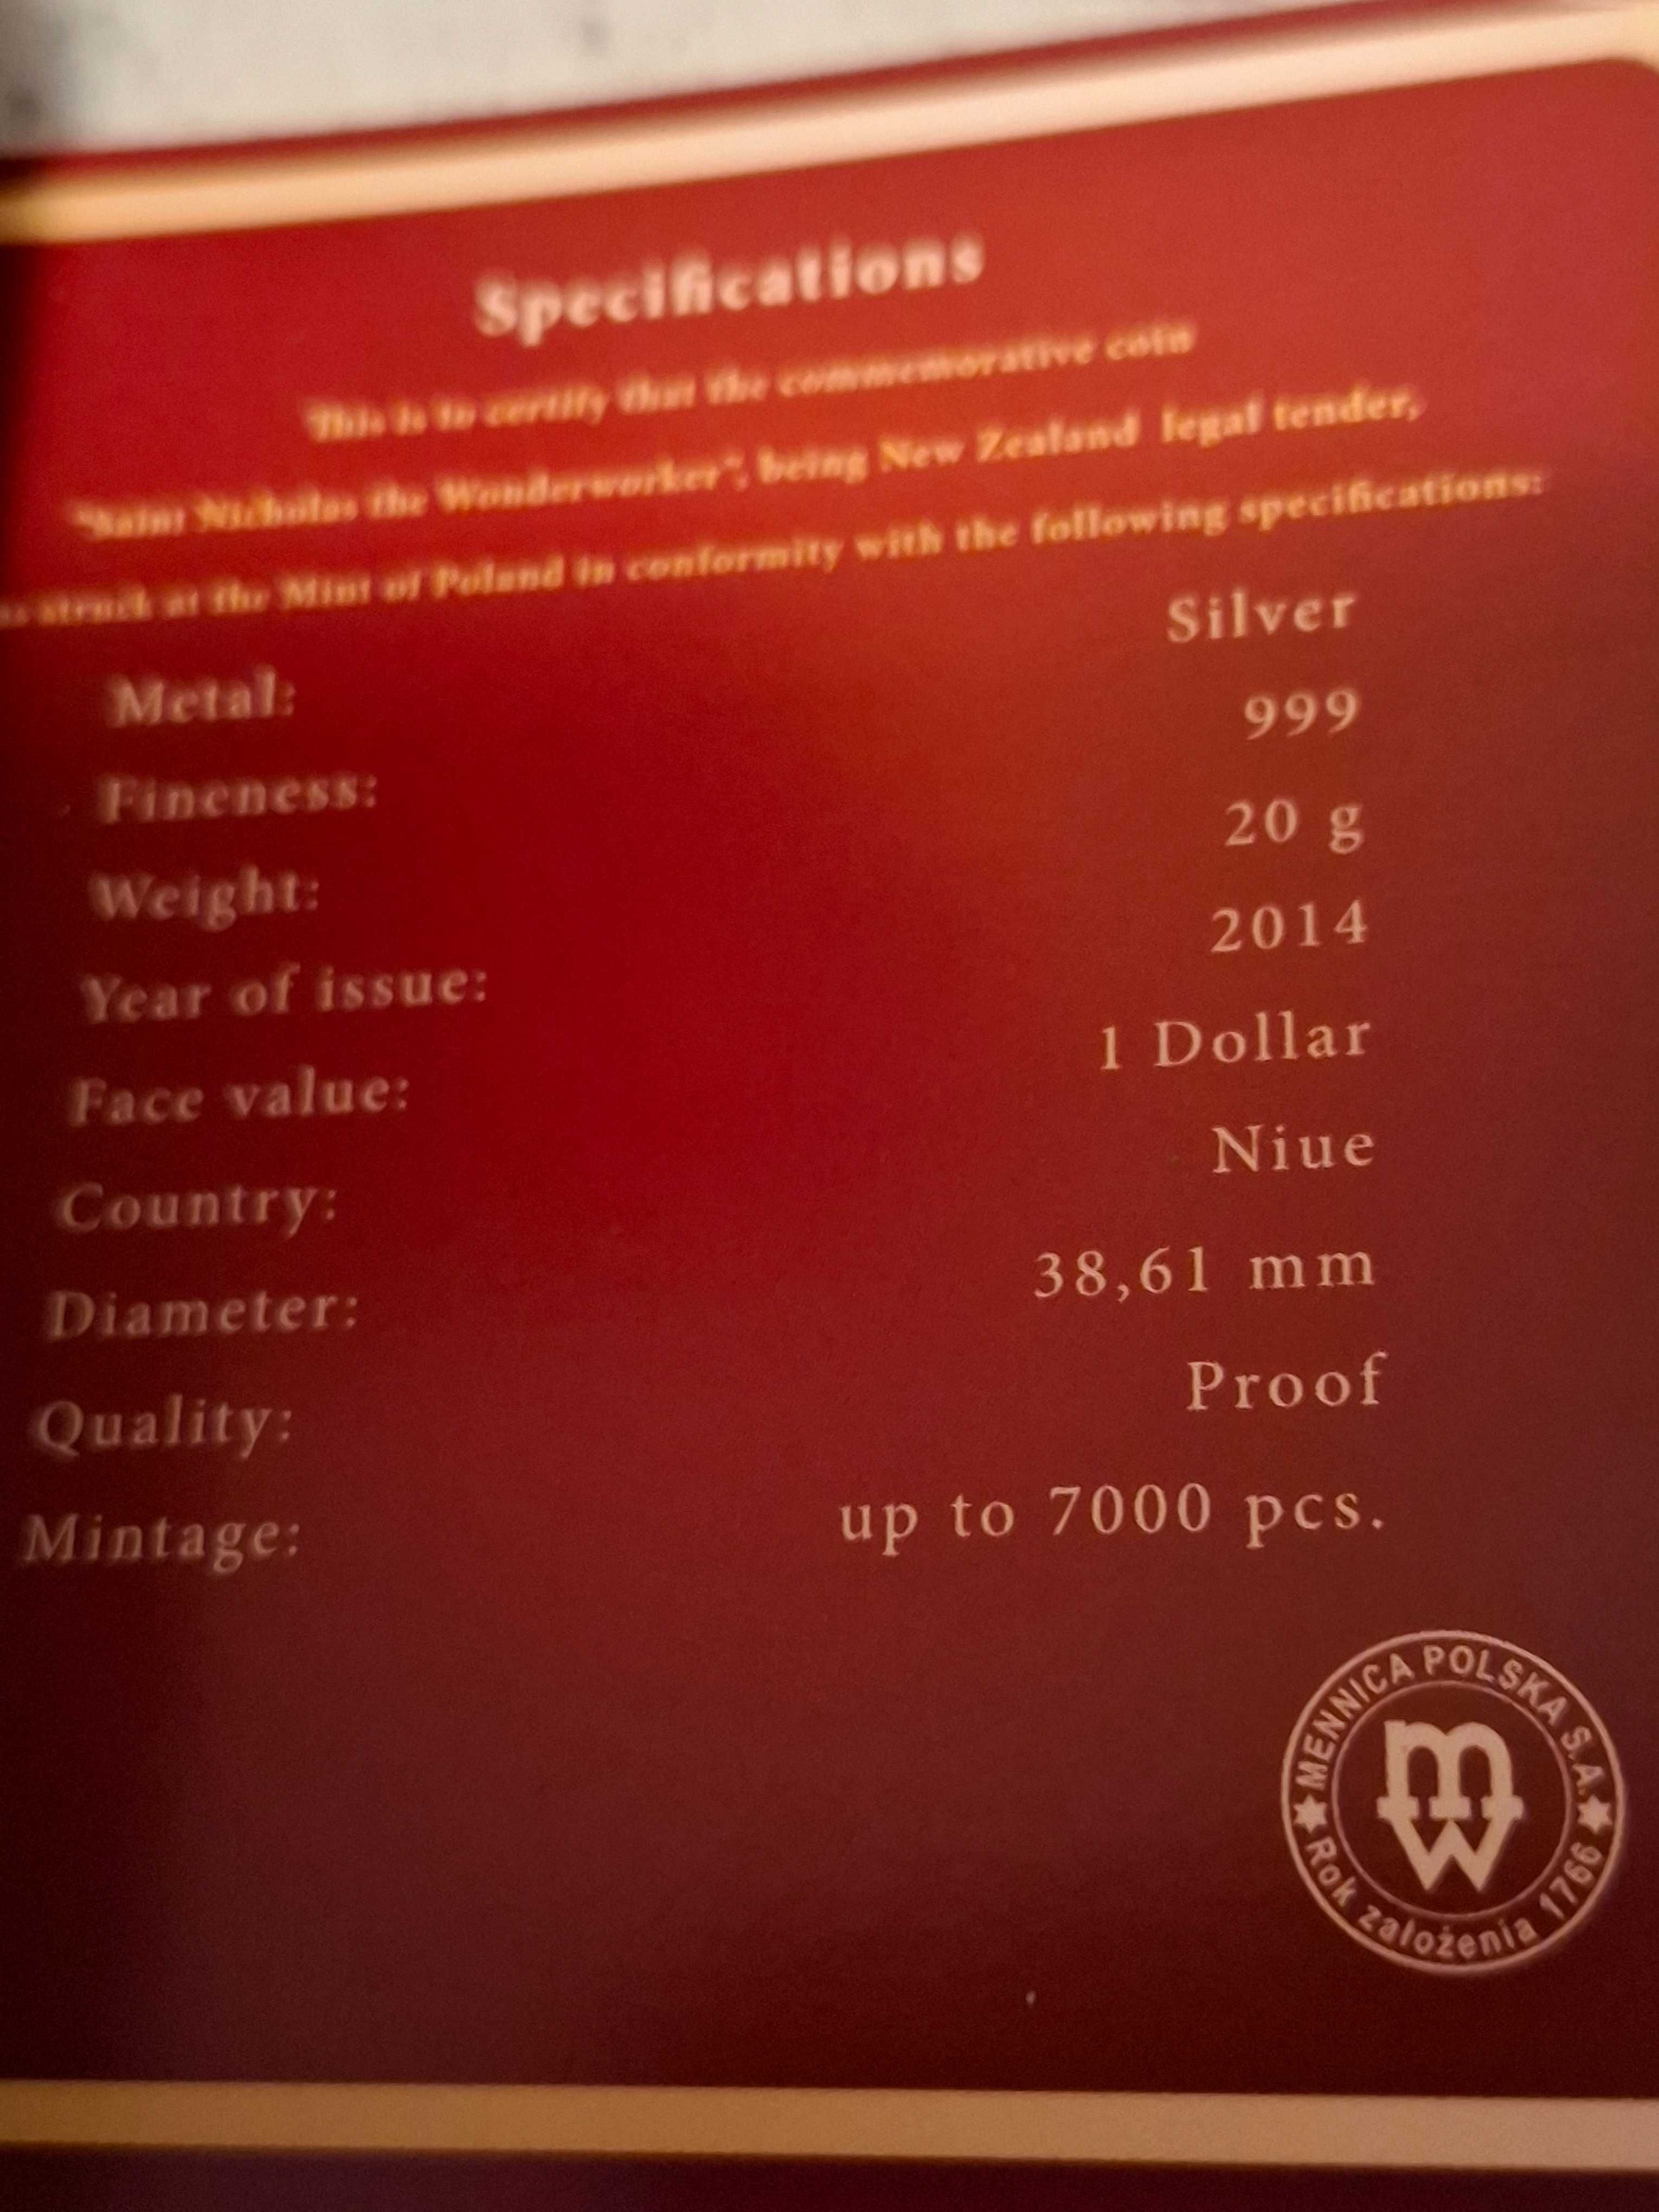 Specifications
This is to certify that the commemorative coin
"Saint Nicholas the Wonderworker", being New Zealand legal tender,
struck at the Mint of Poland in conformity with the following specifications:
Metal: Silver
Fineness: 999
Weight: 20 g
Year of issue: 2014
Face value: 1 Dollar
Country: Niue
Diameter: 38,61 mm
Quality: Proof
Mintage: up to 7000 pcs.
MENNICA POLSKA S.A.
mw
Rok założenia 1766